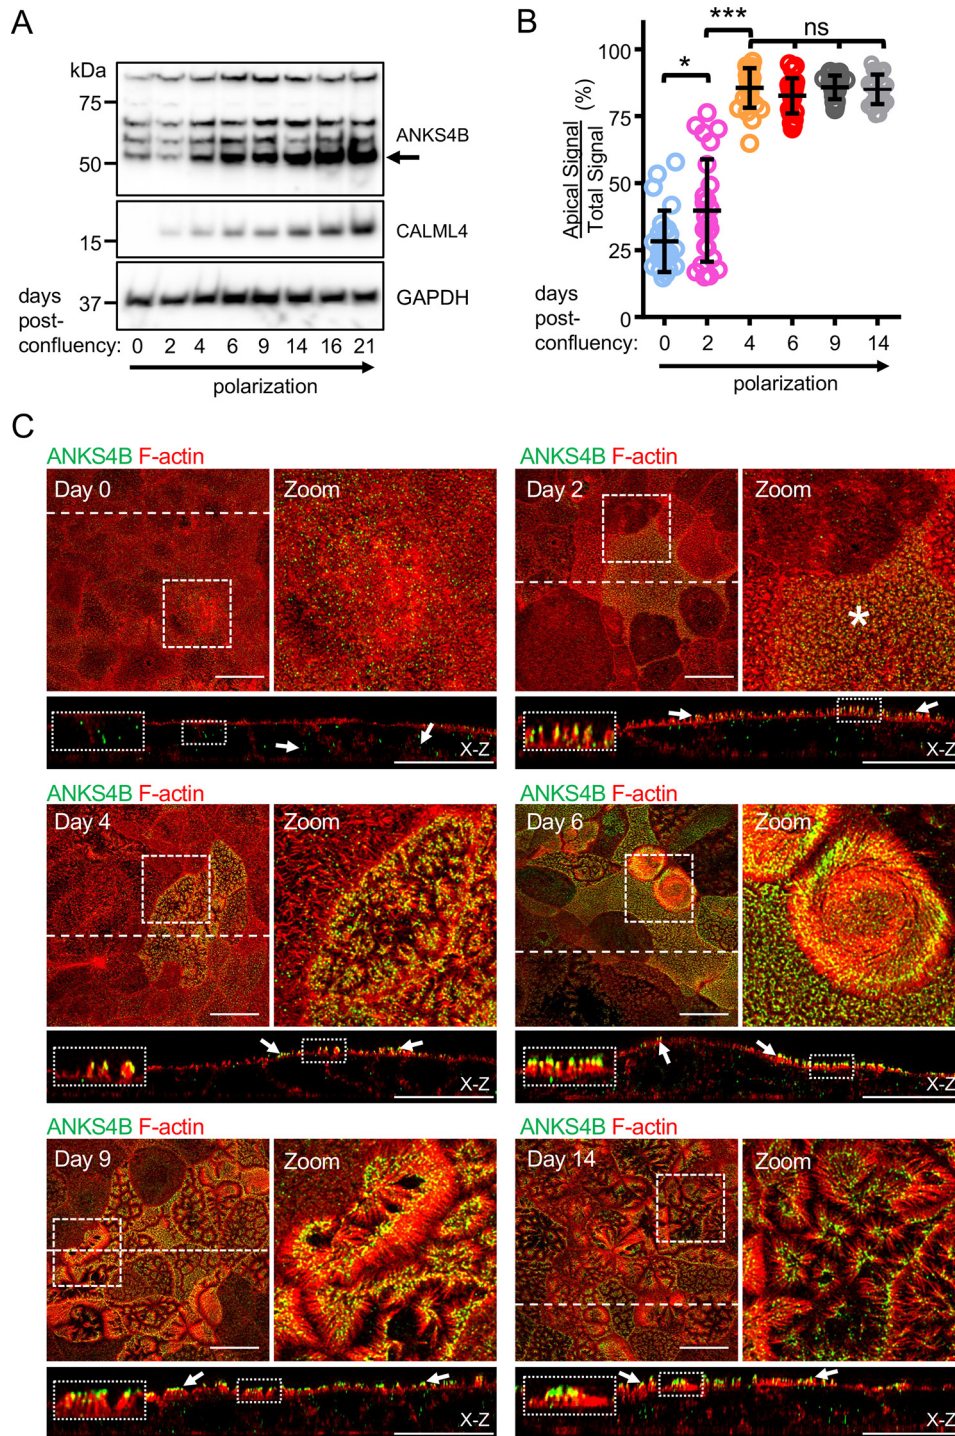 A
kDa
75
50
ANKS4B
15
CALML4
37
GAPDH
days
post-
confluency: 0 2 4 6 9 14 16 21
polarization
B
*** ns
*
100
75
50
25
0
Apical Signal
Total Signal
(%)
days
post-
confluency: 0 2 4 6 9 14
polarization
C
ANKS4B F-actin
Day 0
Zoom
X-Z
ANKS4B F-actin
Day 2
Zoom
*
X-Z
ANKS4B F-actin
Day 4
Zoom
X-Z
ANKS4B F-actin
Day 6
Zoom
X-Z
ANKS4B F-actin
Day 9
Zoom
X-Z
ANKS4B F-actin
Day 14
Zoom
X-Z